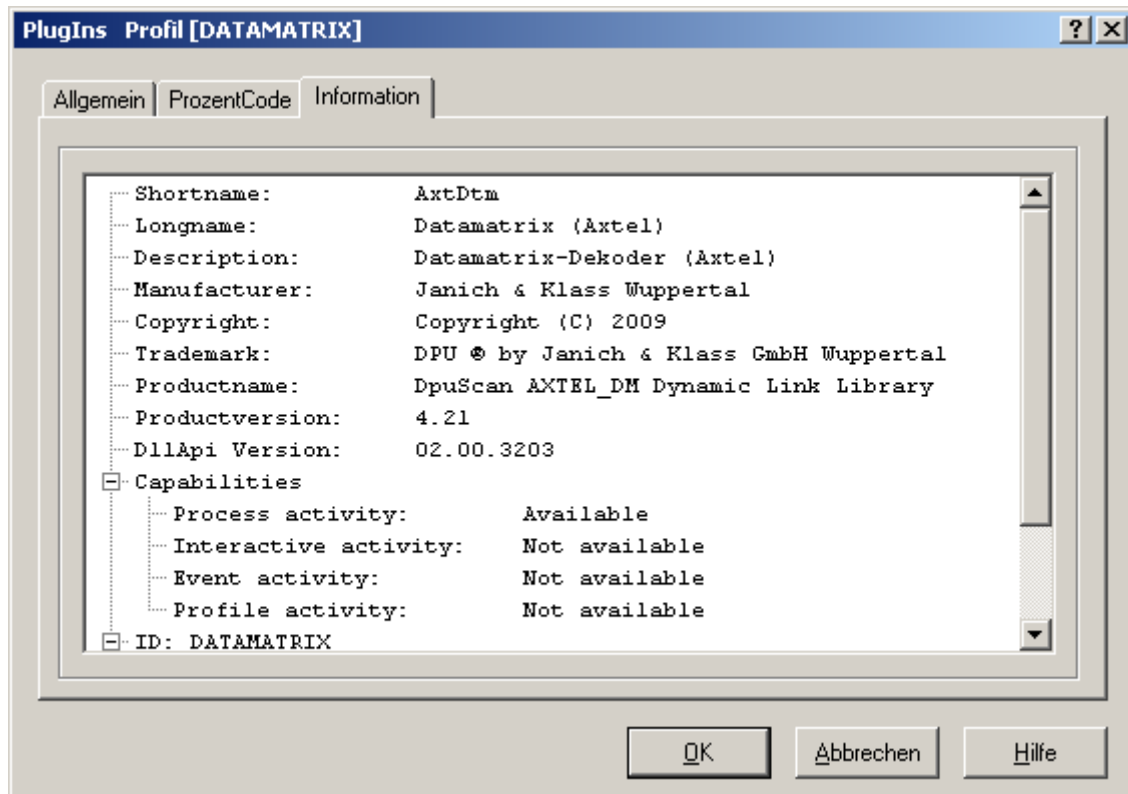 PlugIns Profil [DATAMATRIX]
Allgemein ProzentCode Information
Shortname: AxtDtm
Longname: Datamatrix (Axtel)
Description: Datamatrix-Dekoder (Axtel)
Manufacturer: Janich & Klass Wuppertal
Copyright: Copyright (C) 2009
Trademark: DPU ® by Janich & Klass GmbH Wuppertal
Productname: DpuScan AXTEL_DM Dynamic Link Library
Productversion: 4.21
DllApi Version: 02.00.3203
Capabilities
Process activity: Available
Interactive activity: Not available
Event activity: Not available
Profile activity: Not available
ID: DATAMATRIX
OK Abbrechen Hilfe